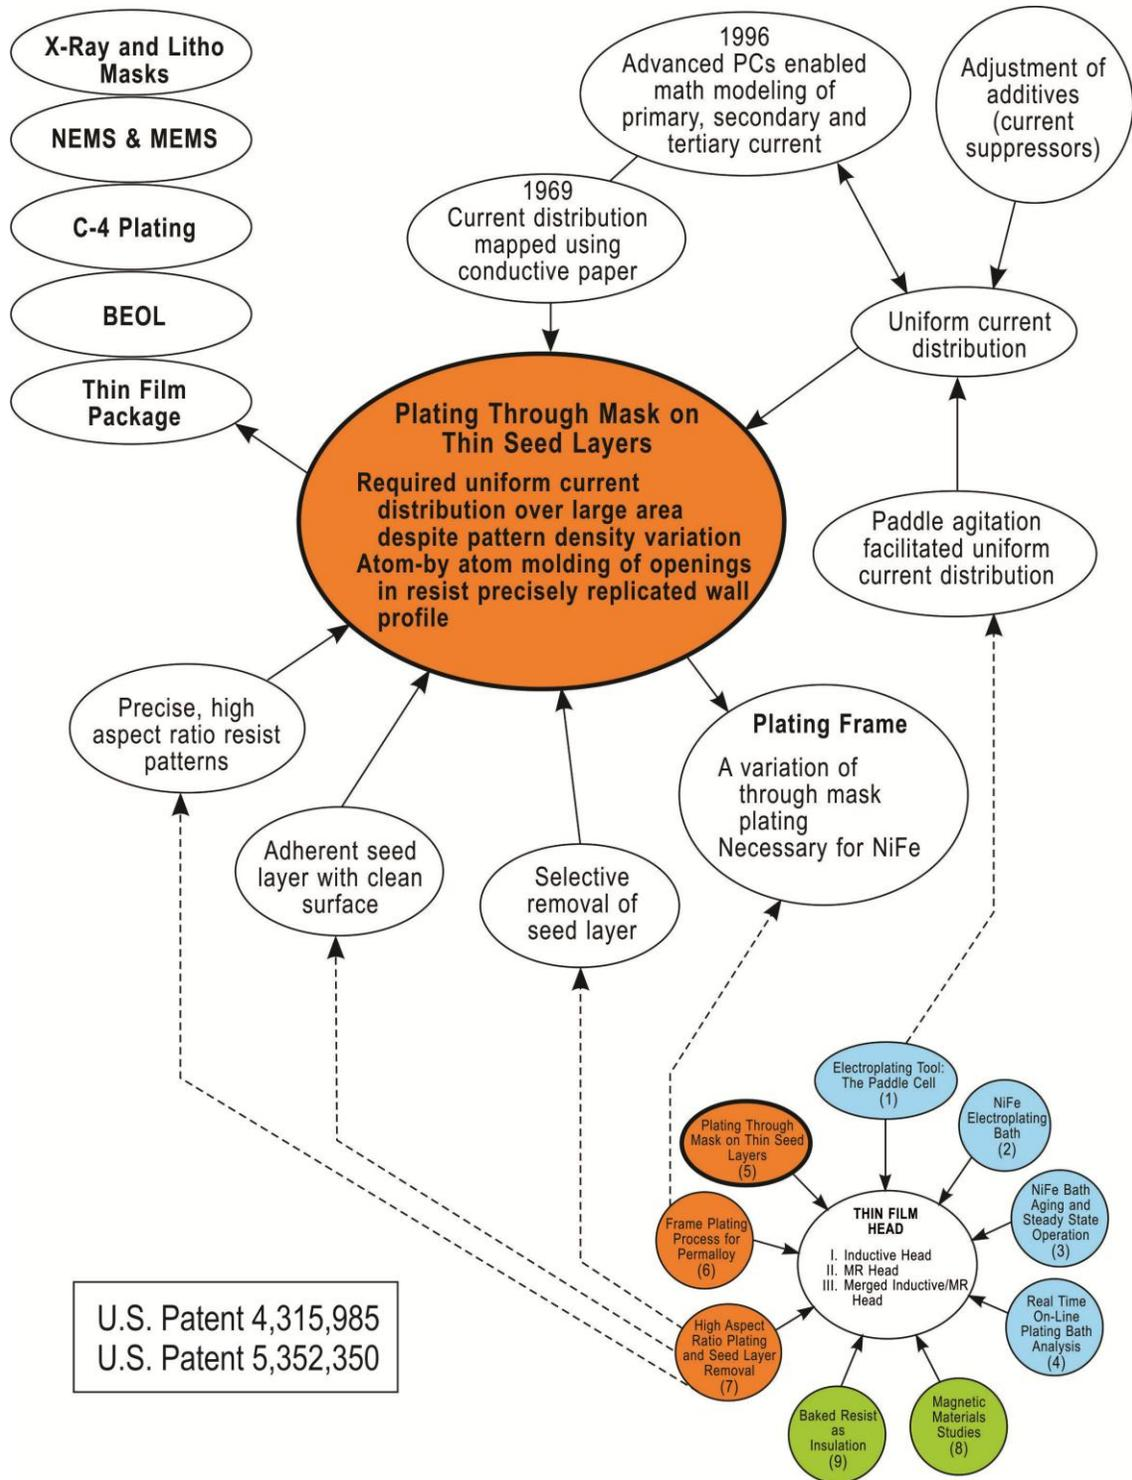 X-Ray and Litho
Masks
NEMS & MEMS
C-4 Plating
BEOL
Thin Film
Package
1996
Advanced PCs enabled
math modeling of
primary, secondary and
tertiary current
Adjustment of
additives
(current
suppressors)
1969
Current distribution
mapped using
conductive paper
Uniform current
distribution
Plating Through Mask on
Thin Seed Layers
Required uniform current
distribution over large area
despite pattern density variation
Atom-by atom molding of openings
in resist precisely replicated wall
profile
Paddle agitation
facilitated uniform
current distribution
Precise, high
aspect ratio resist
patterns
Adherent seed
layer with clean
surface
Selective
removal of
seed layer
Plating Frame
A variation of
through mask
plating
Necessary for NiFe
Electroplating Tool:
The Paddle Cell
(1)
NiFe
Electroplating
Bath
(2)
NiFe Bath
Aging and
Steady State
Operation
(3)
Real Time
On-Line
Plating Bath
Analysis
(4)
Plating Through
Mask on Thin Seed
Layers
(5)
Frame Plating
Process for
Permalloy
(6)
High Aspect
Ratio Plating
and Seed Layer
Removal
(7)
Magnetic
Materials
Studies
(8)
Baked Resist
as
Insulation
(9)
THIN FILM
HEAD
I. Inductive Head
II. MR Head
III. Merged Inductive/MR
Head
U.S. Patent 4,315,985
U.S. Patent 5,352,350